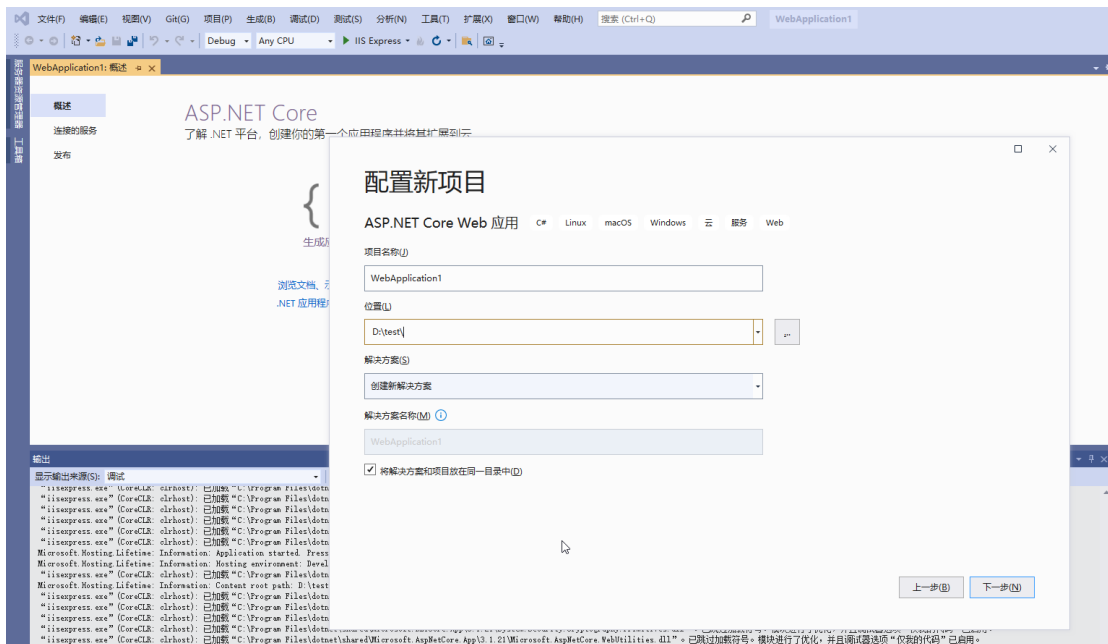 文件(F) 编辑(E) 视图(V) Git(G) 项目(P) 生成(B) 调试(D) 测试(S) 分析(N) 工具(T) 扩展(X) 窗口(W) 帮助(H) 搜索 (Ctrl+Q) WebApplication1
Debug Any CPU IIS Express
WebApplication1: 概述
概述
连接的服务
发布
ASP.NET Core
了解 .NET 平台，创建你的第一个应用程序并将其扩展到云
{
生成
浏览文档、
.NET 应用程
配置新项目
ASP.NET Core Web 应用 C# Linux macOS Windows 云 服务 Web
项目名称(J)
WebApplication1
位置(L)
D:\test\
...
解决方案(S)
创建新解决方案
解决方案名称(M)
WebApplication1
将解决方案和项目放在同一目录中(D)
上一步(B) 下一步(N)
输出
显示输出来源(S): 调试
“iisexpress.exe”(CoreCLR: clrhost): 已加载“C:\Program Files\dotn
“iisexpress.exe”(CoreCLR: clrhost): 已加载“C:\Program Files\dotn
“iisexpress.exe”(CoreCLR: clrhost): 已加载“C:\Program Files\dotn
“iisexpress.exe”(CoreCLR: clrhost): 已加载“C:\Program Files\dotn
“iisexpress.exe”(CoreCLR: clrhost): 已加载“C:\Program Files\dotn
“iisexpress.exe”(CoreCLR: clrhost): 已加载“C:\Program Files\dotn
Microsoft.Hosting.Lifetime: Information: Application started. Press
Microsoft.Hosting.Lifetime: Information: Hosting environment: Devel
“iisexpress.exe”(CoreCLR: clrhost): 已加载“C:\Program Files\dotn
Microsoft.Hosting.Lifetime: Information: Content root path: D:\test
“iisexpress.exe”(CoreCLR: clrhost): 已加载“C:\Program Files\dotn
“iisexpress.exe”(CoreCLR: clrhost): 已加载“C:\Program Files\dotn
“iisexpress.exe”(CoreCLR: clrhost): 已加载“C:\Program Files\dotn
“iisexpress.exe”(CoreCLR: clrhost): 已加载“C:\Program Files\dotn
“iisexpress.exe”(CoreCLR: clrhost): 已加载“C:\Program Files\dotnet\shared\Microsoft.AspNetCore.App\3.1.21\Microsoft.AspNetCore.WebUtilities.dll”。已跳过加载符号。模块进行了优化，并且调试器选项“仅我的代码”已启用。